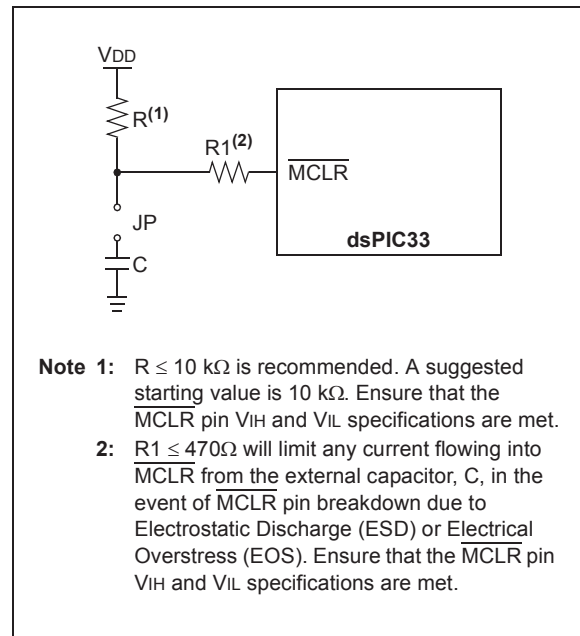 VDD
R(1)
R1(2)
MCLR
JP
dsPIC33
C
Note 1: R ≤ 10 kΩ is recommended. A suggested
starting value is 10 kΩ. Ensure that the
MCLR pin VIH and VIL specifications are met.
2: R1 ≤ 470Ω will limit any current flowing into
MCLR from the external capacitor, C, in the
event of MCLR pin breakdown due to
Electrostatic Discharge (ESD) or Electrical
Overstress (EOS). Ensure that the MCLR pin
VIH and VIL specifications are met.